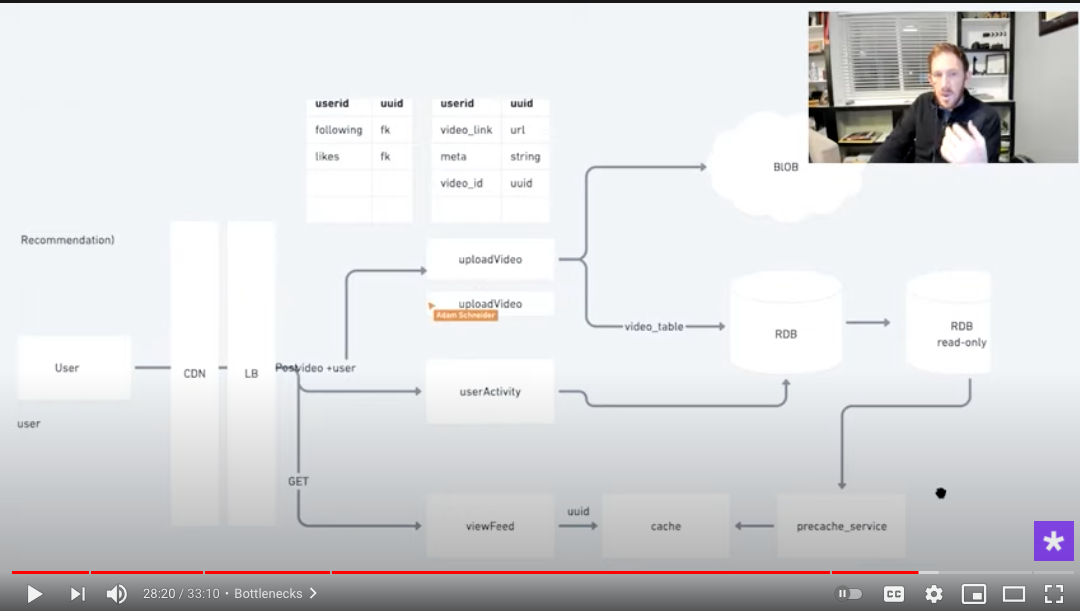 userid uuid
following fk
likes fk
userid uuid
video_link url
meta string
video_id uuid
BlOB
Recommendation)
uploadVideo
uploadVideo
Adam Schneider
video_table
RDB
RDB
read-only
User
CDN
LB
Postvideo +user
userActivity
user
GET
viewFeed
uuid
cache
precache_service
28:20 / 33:10 • Bottlenecks
CC